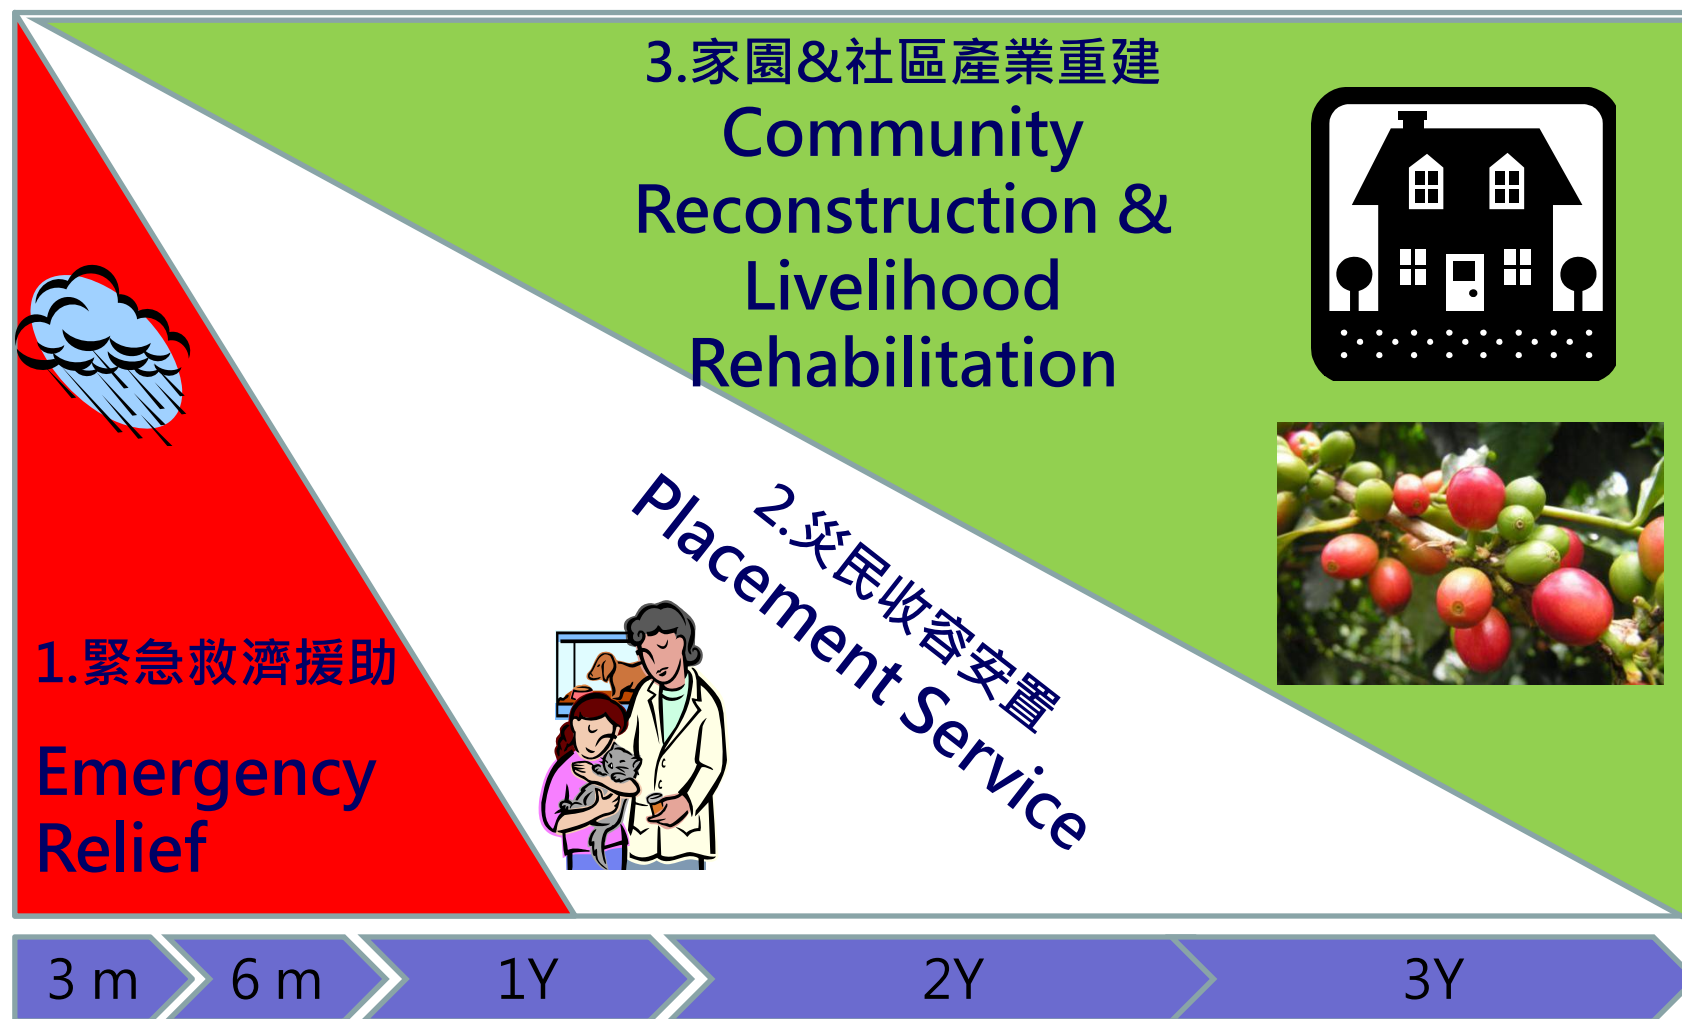 3.家園&社區產業重建
Community
Reconstruction &
Livelihood
Rehabilitation
2.災民收容安置
Placement Service
1.緊急救濟援助
Emergency
Relief
3 m
6 m
1Y
2Y
3Y